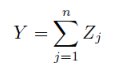 Y = \sum_{j=1}^{n} Z_j